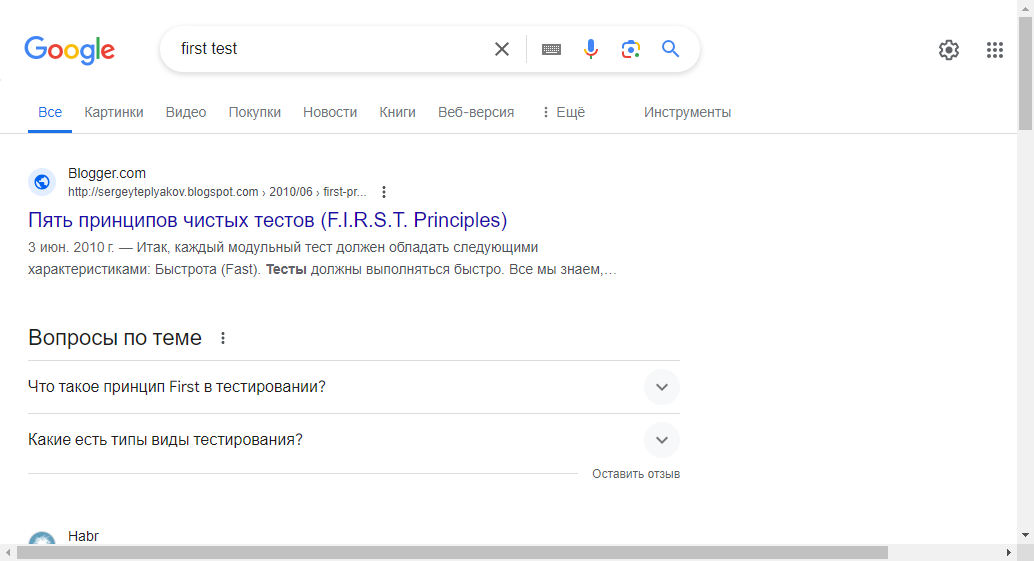 Google
first test
Все Картинки Видео Покупки Новости Книги Веб-версия Ещё Инструменты
Blogger.com
http://sergeyteplyakov.blogspot.com › 2010/06 › first-pr...
Пять принципов чистых тестов (F.I.R.S.T. Principles)
3 июн. 2010 г. — Итак, каждый модульный тест должен обладать следующими
характеристиками: Быстрота (Fast). Тесты должны выполняться быстро. Все мы знаем,...
Вопросы по теме
Что такое принцип First в тестировании?
Какие есть типы виды тестирования?
Оставить отзыв
Habr